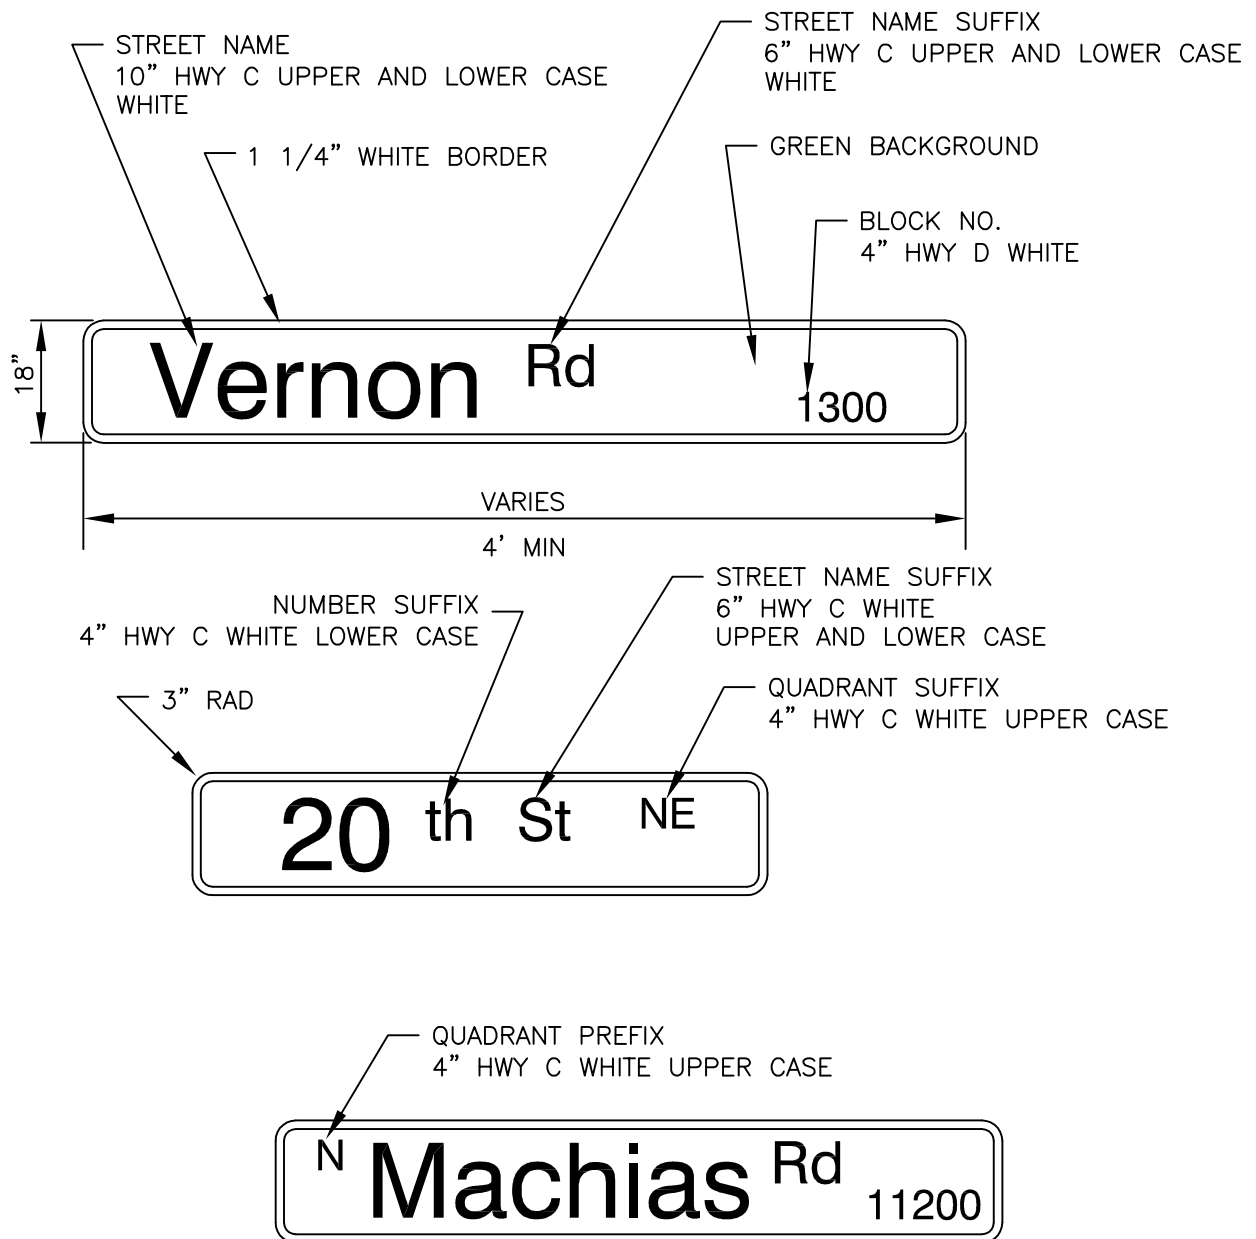 STREET NAME
10” HWY C UPPER AND LOWER CASE
WHITE
STREET NAME SUFFIX
6” HWY C UPPER AND LOWER CASE
WHITE
1 1/4” WHITE BORDER
GREEN BACKGROUND
BLOCK NO.
4” HWY D WHITE
18”
Vernon Rd
1300
VARIES
4’ MIN
NUMBER SUFFIX
4” HWY C WHITE LOWER CASE
STREET NAME SUFFIX
6” HWY C WHITE
UPPER AND LOWER CASE
3” RAD
QUADRANT SUFFIX
4” HWY C WHITE UPPER CASE
20 th St NE
QUADRANT PREFIX
4” HWY C WHITE UPPER CASE
N Machias Rd
11200